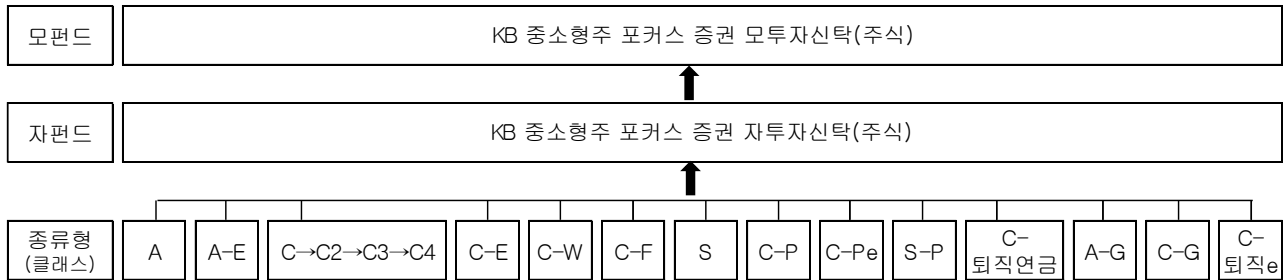 모펀드
KB 중소형주 포커스 증권 모투자신탁(주식)
자펀드
KB 중소형주 포커스 증권 자투자신탁(주식)
종류형
(클래스)
A
A-E
C→C2→C3→C4
C-E
C-W
C-F
S
C-P
C-Pe
S-P
C-
퇴직연금
A-G
C-G
C-
퇴직e